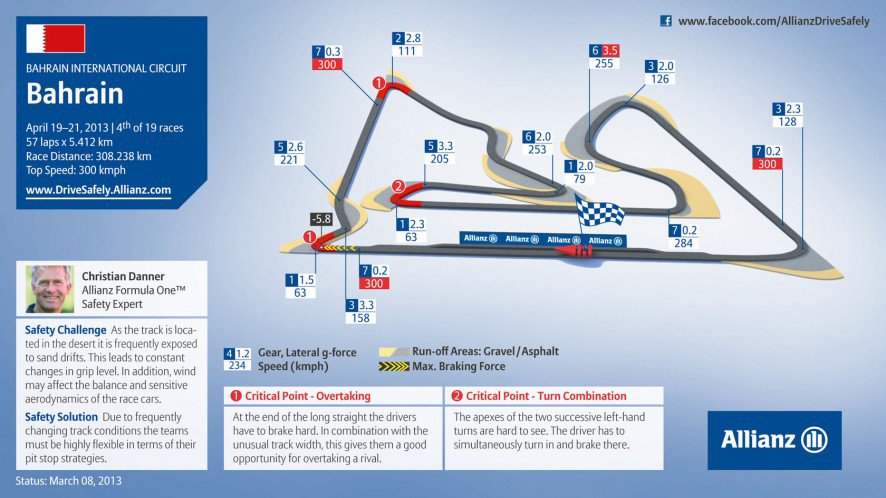 www.facebook.com/AllianzDriveSafely
BAHRAIN INTERNATIONAL CIRCUIT
Bahrain
April 19–21, 2013 | 4th of 19 races
57 laps x 5.412 km
Race Distance: 308.238 km
Top Speed: 300 kmph
www.DriveSafely.Allianz.com
7 0.3
300
2 2.8
111
6 3.5
255
3 2.0
126
3 2.3
128
7 0.2
300
5 2.6
221
5 3.3
205
6 2.0
253
1 2.0
79
1
2
1 2.3
63
7 0.2
284
-5.8
1
Allianz Allianz Allianz Allianz
1 1.5
63
7 0.2
300
3 3.3
158
Christian Danner
Allianz Formula One™
Safety Expert
Safety Challenge As the track is loca-
ted in the desert it is frequently exposed
to sand drifts. This leads to constant
changes in grip level. In addition, wind
may affect the balance and sensitive
aerodynamics of the race cars.
Safety Solution Due to frequently
changing track conditions the teams
must be highly flexible in terms of their
pit stop strategies.
4 1.2
234
Gear, Lateral g-force
Speed (kmph)
Run-off Areas: Gravel/Asphalt
Max. Braking Force
1 Critical Point - Overtaking
At the end of the long straight the drivers
have to brake hard. In combination with the
unusual track width, this gives them a good
opportunity for overtaking a rival.
2 Critical Point - Turn Combination
The apexes of the two successive left-hand
turns are hard to see. The driver has to
simultaneously turn in and brake there.
Allianz
Status: March 08, 2013